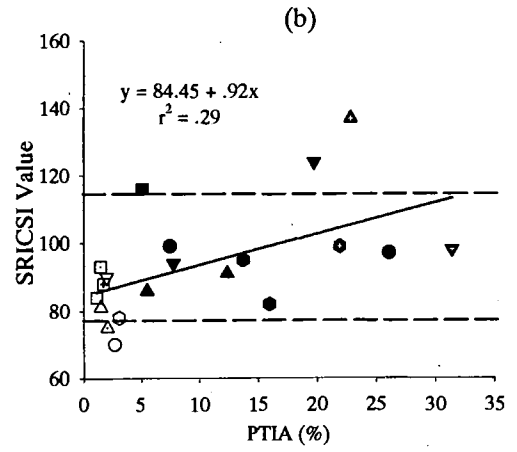 (b)
160
140
120
100
80
60
SRICSI Value
y = 84.45 + .92x
r² = .29
0
5
10
15
20
25
30
35
PTIA (%)